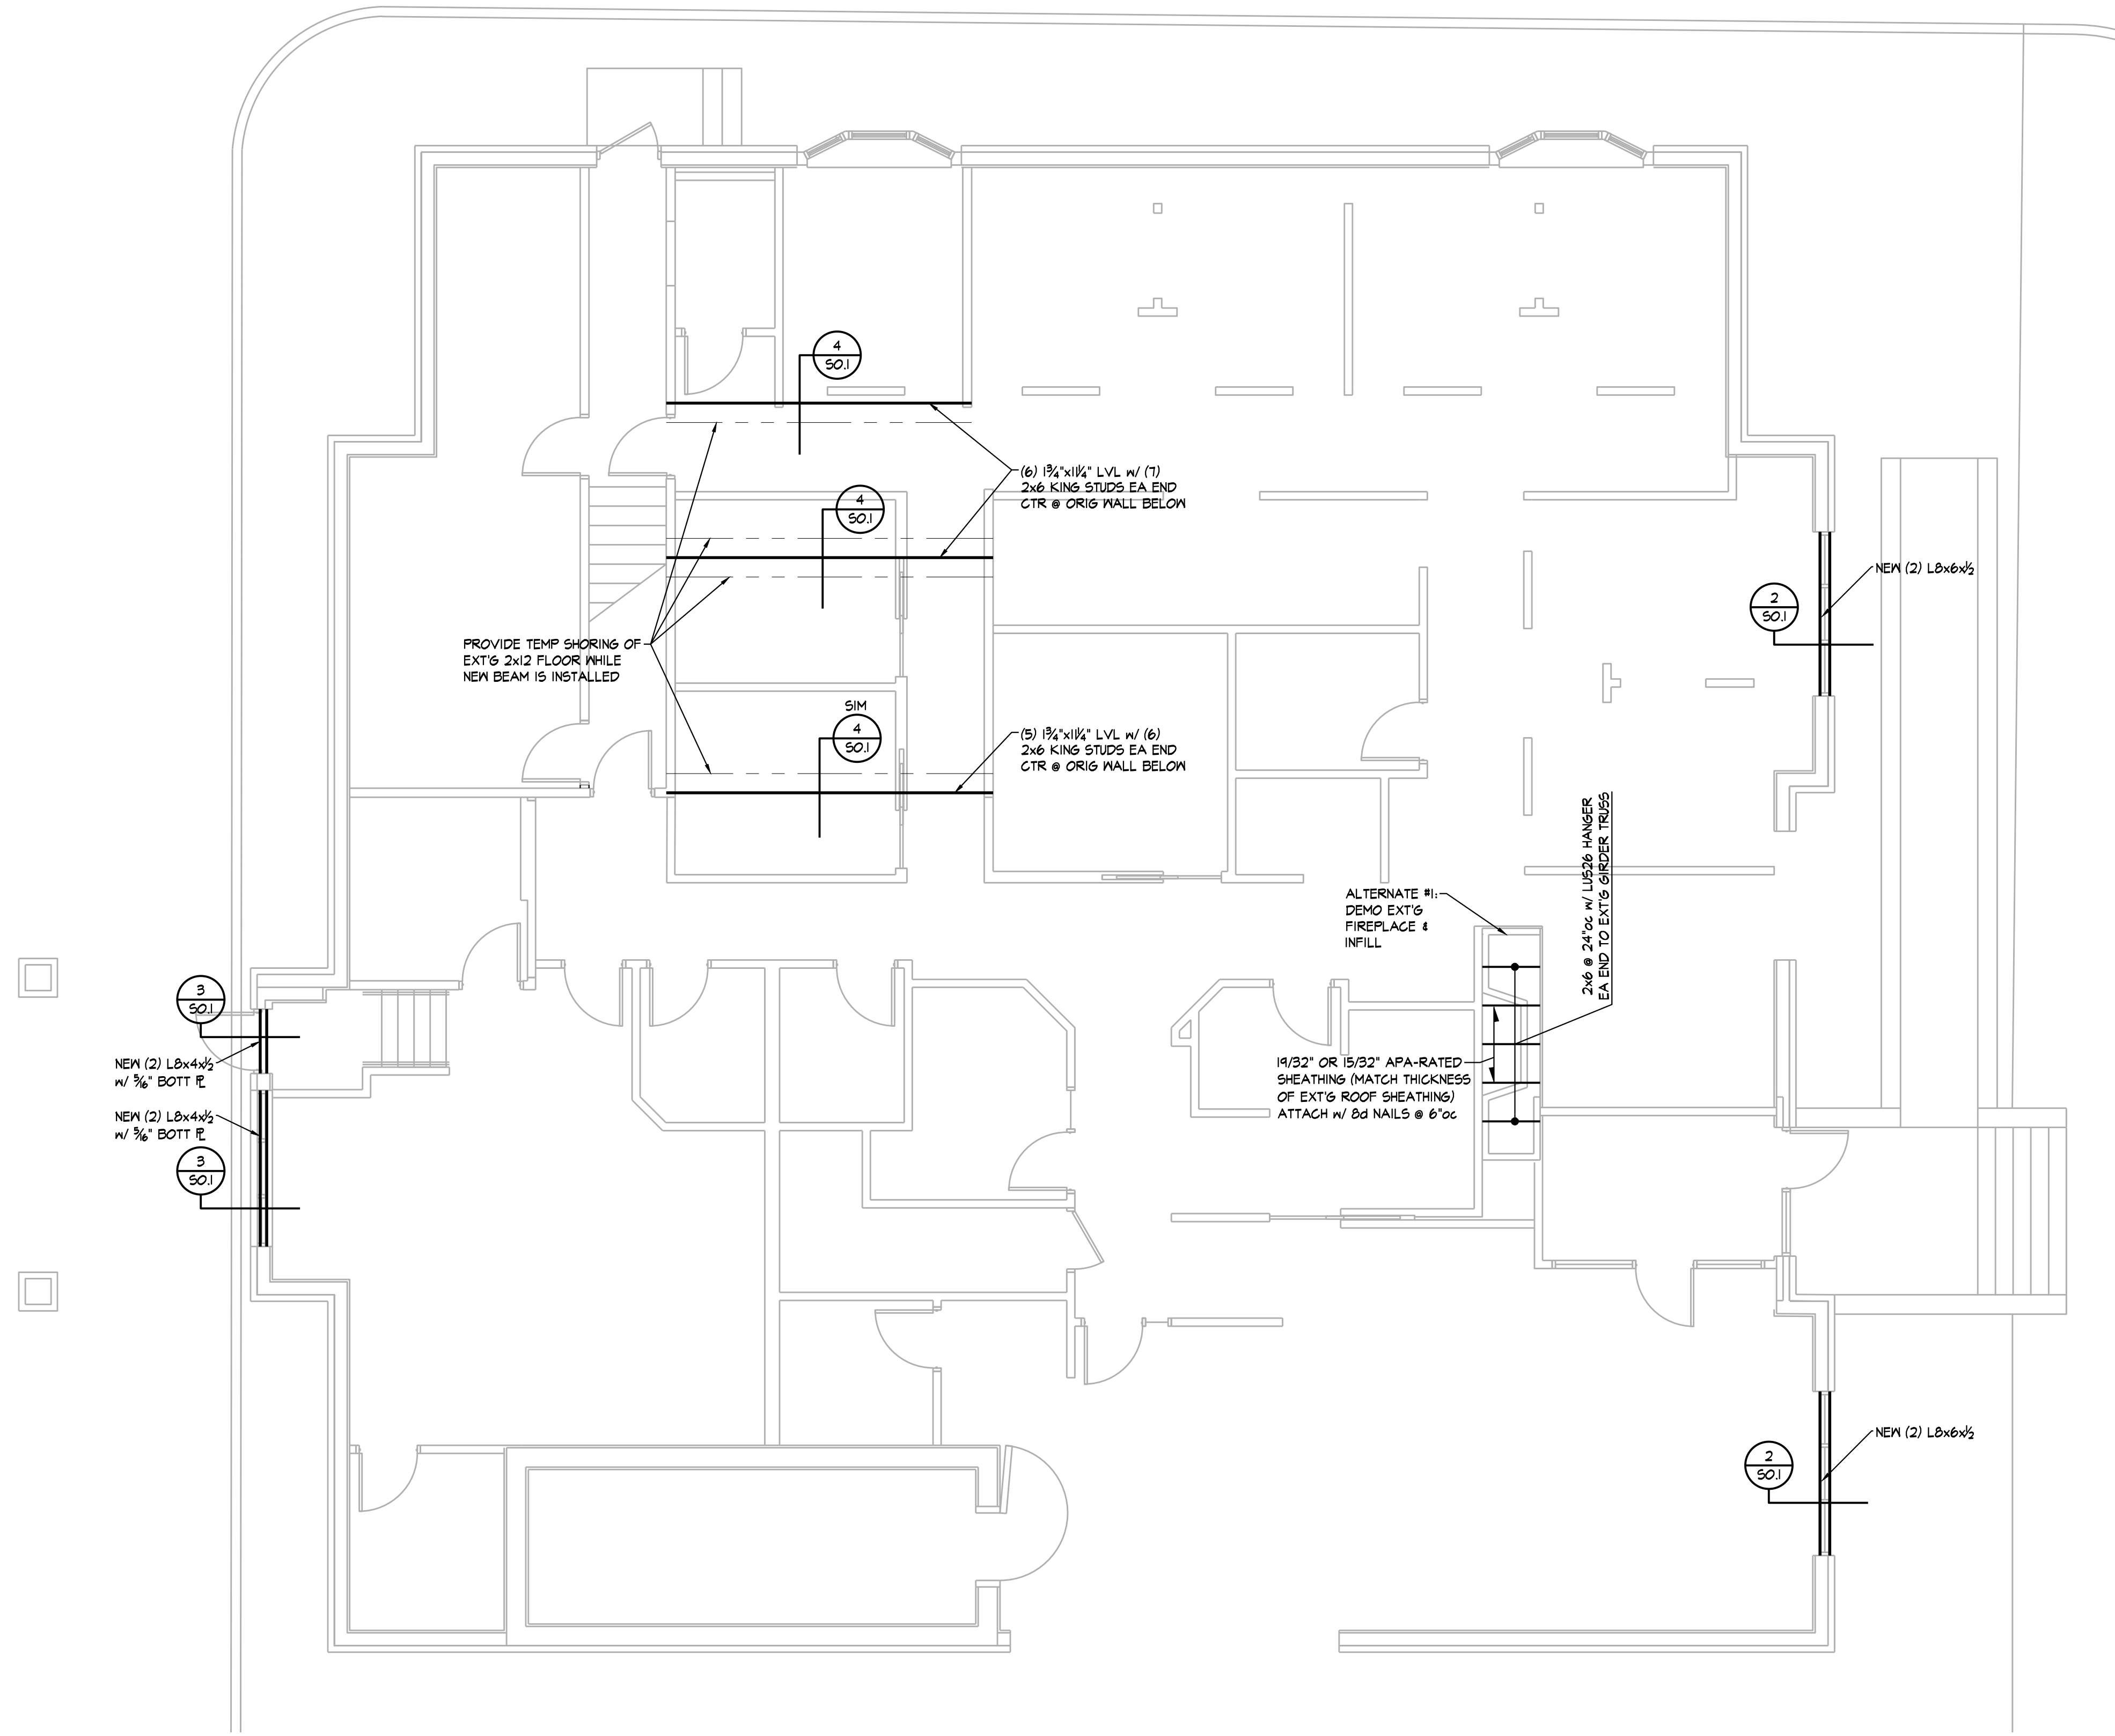 4
S0.1
(6) 1¾"x11¼" LVL w/ (7)
2x6 KING STUDS EA END
CTR @ ORIG WALL BELOW
4
S0.1
NEW (2) L8x6x½
2
S0.1
PROVIDE TEMP SHORING OF
EXT'G 2x12 FLOOR WHILE
NEW BEAM IS INSTALLED
SIM
4
S0.1
(5) 1¾"x11¼" LVL w/ (6)
2x6 KING STUDS EA END
CTR @ ORIG WALL BELOW
2x6 @ 24"oc w/ LUS26 HANGER
EA END TO EXT'G GIRDER TRUSS
ALTERNATE #1:
DEMO EXT'G
FIREPLACE &
INFILL
3
S0.1
NEW (2) L8x4x½
w/ 5/16" BOTT PL
19/32" OR 15/32" APA-RATED
SHEATHING (MATCH THICKNESS
OF EXT'G ROOF SHEATHING)
ATTACH w/ 8d NAILS @ 6"oc
NEW (2) L8x4x½
w/ 5/16" BOTT PL
3
S0.1
NEW (2) L8x6x½
2
S0.1